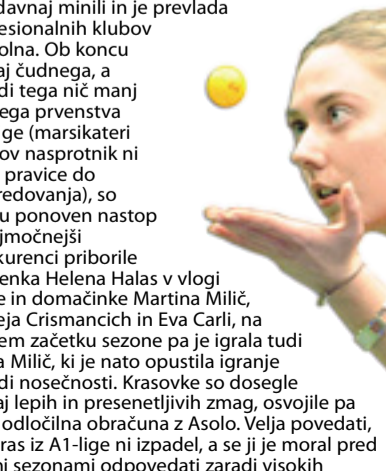 davnaj minili in je prevlada
esionalnih klubov
olna. Ob koncu
aj čudnega, a
di tega nič manj
ega prvenstva
ge (marsikateri
ov nasprotnik ni
pravice do
redovanja), so
u ponoven nastop
jmočnejši
kurenci priborile
enka Helena Halas v vlogi
e in domačinke Martina Milič,
eja Crismancich in Eva Carli, na
em začetku sezone pa je igrala tudi
a Milič, ki je nato opustila igranje
di nosečnosti. Krasovke so dosegle
aj lepih in presenetljivih zmag, osvojile pa
odločilna obračuna z Asolo. Velja povedati,
ras iz A1-lige ni izpadel, a se ji je moral pred
mi sezonami odpovedati zaradi visokih